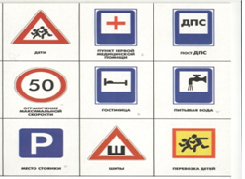 ДЕТИ
ПУНКТ ПЕРВОЙ
МЕДИЦИНСКОЙ
ПОМОЩИ
ДПС
ПОСТ ДПС
50
ОГРАНИЧЕНИЕ
МАКСИМАЛЬНОЙ
СКОРОСТИ
ГОСТИНИЦА
ПИТЬЕВАЯ ВОДА
P
МЕСТО СТОЯНКИ
Ш
ШИПЫ
ПЕРЕВОЗКА ДЕТЕЙ